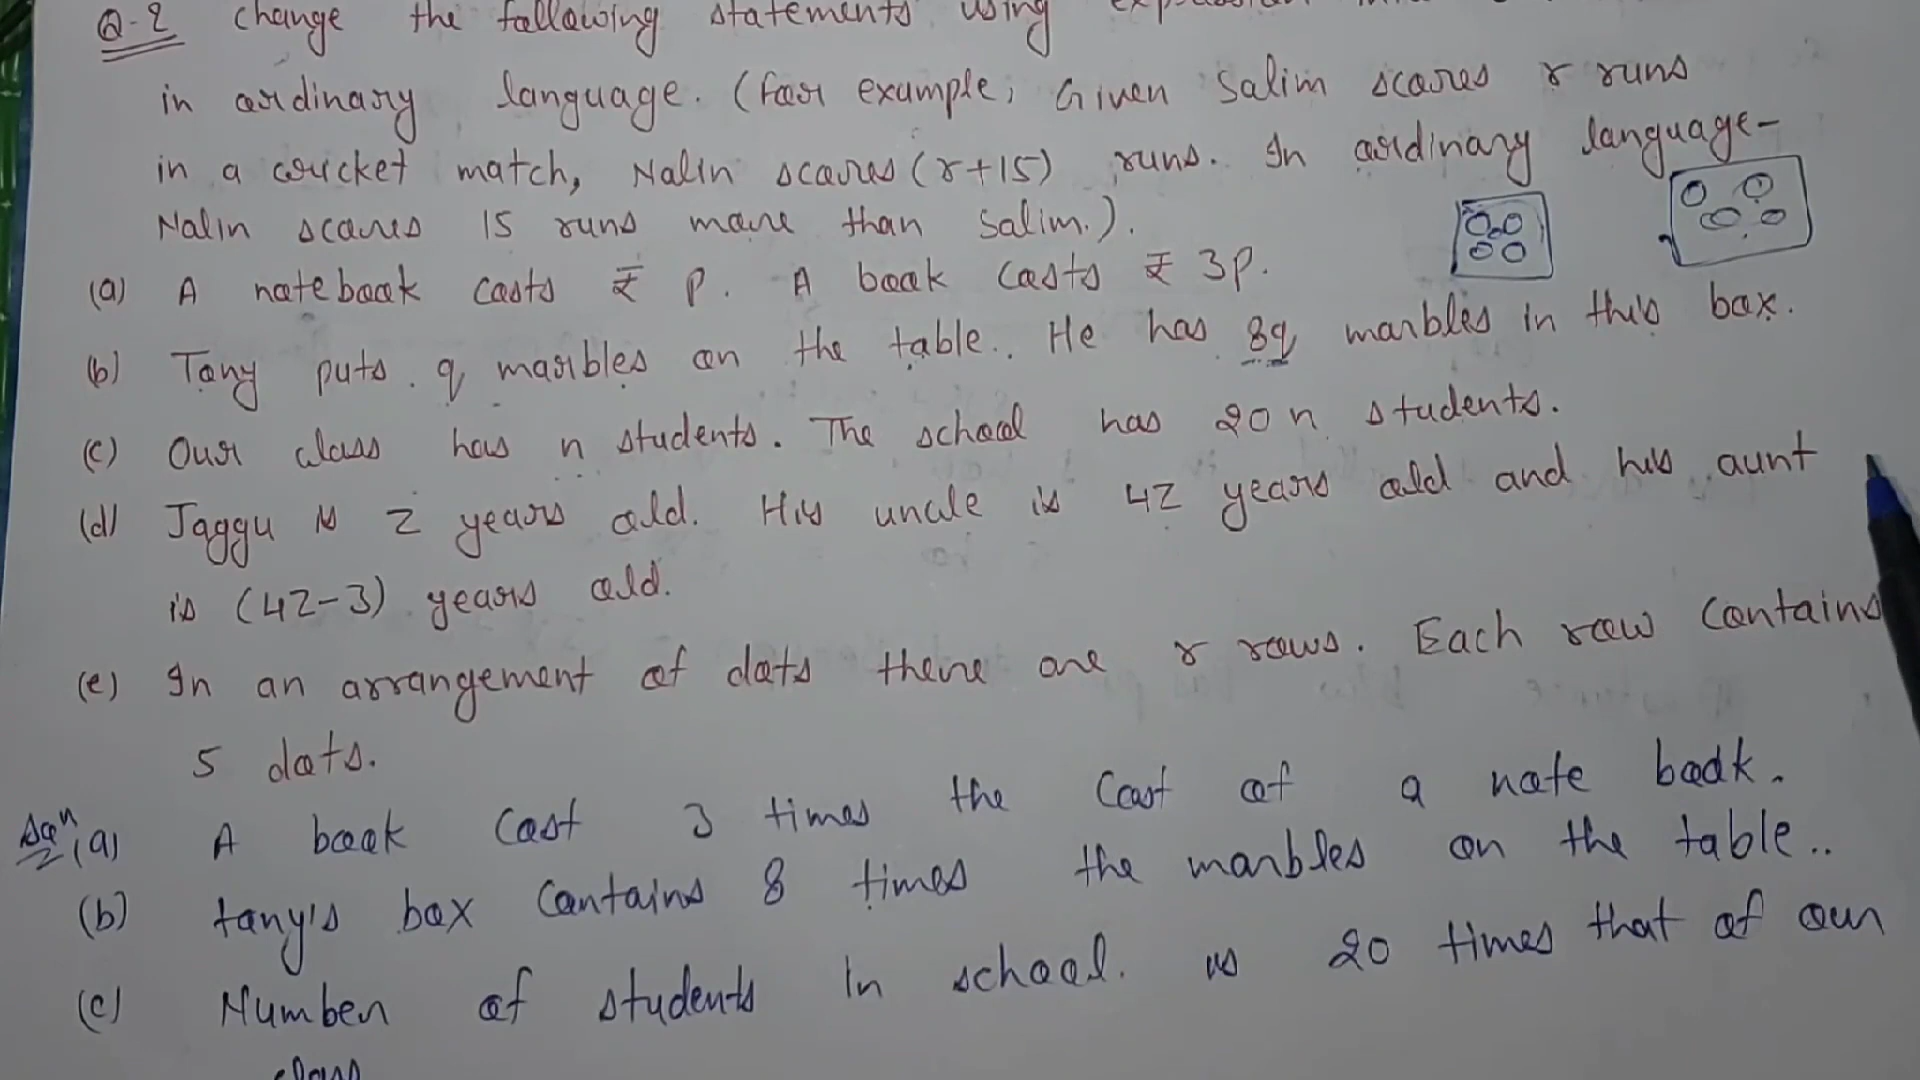 Q-2 change the following statements using
in ordinary language. (For example; Given Salim scores r runs
in a cricket match, Nalin scores (r+15) runs. In ordinary language-
Nalin scores 15 runs more than Salim.).
(a) A notebook costs ₹ p. A book costs ₹ 3p.
(b) Tony puts q marbles on the table. He has 8q marbles in this box.
(c) Our class has n students. The school has 20n students.
(d) Jaggu is z years old. His uncle is 4z years old and his aunt
is (4z-3) years old.
(e) In an arrangement of dots there are r rows. Each row contains
5 dots.
Soln (a) A book cost 3 times the cost of a note book.
(b) tony's box contains 8 times the marbles on the table..
(c) Number of students in school. is 20 times that of our
class